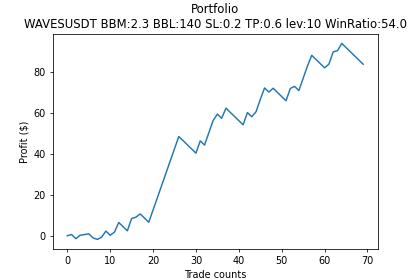 Portfolio
WAVESUSDT BBM:2.3 BBL:140 SL:0.2 TP:0.6 lev:10 WinRatio:54.0
Profit ($)
80
60
40
20
0
0 10 20 30 40 50 60 70
Trade counts